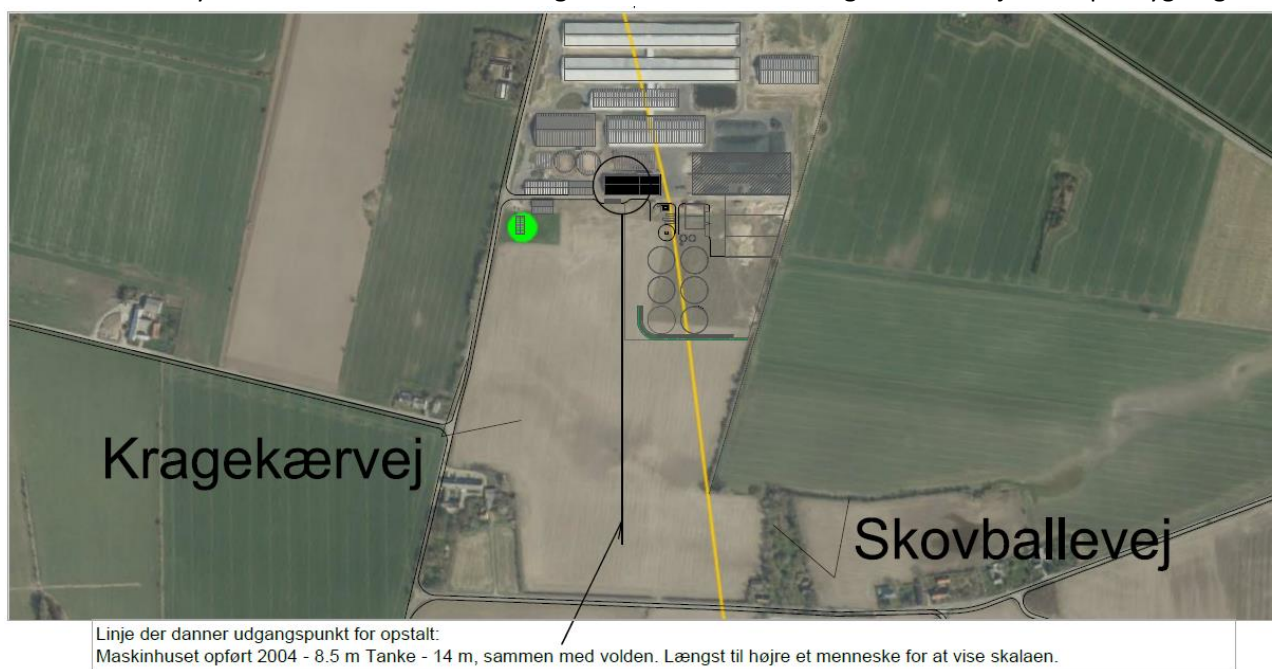 Kragekærvej
Skovballevej
Linje der danner udgangspunkt for opstalt:
Maskinhuset opført 2004 - 8.5 m Tanke - 14 m, sammen med volden. Længst til højre et menneske for at vise skalaen.